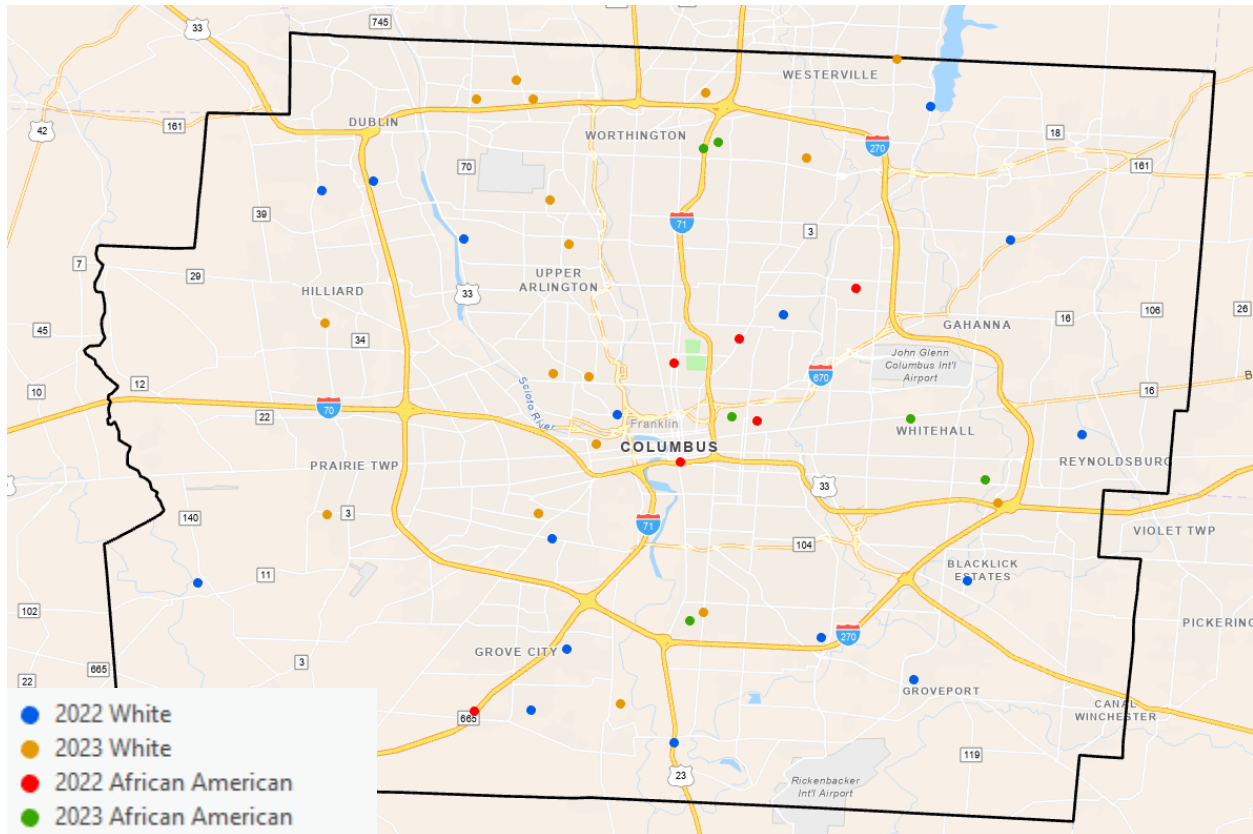 33
745
WESTERVILLE
42
161
DUBLIN
WORTHINGTON
270
18
161
70
39
71
3
7
29
UPPER
ARLINGTON
33
HILLIARD
45
34
GAHANNA
16
106
26
John Glenn
Columbus Int'l
Airport
670
12
10
70
22
Scioto River
Franklin
16
B
WHITEHALL
COLUMBUS
REYNOLDSBURG
PRAIRIE TWP
33
140
3
71
VIOLET TWP
104
11
BLACKLICK
ESTATES
102
PICKERING
270
GROVE CITY
665
3
22
GROVEPORT
665
CANAL
WINCHESTER
119
23
Rickenbacker
Int'l Airport
2022 White
2023 White
2022 African American
2023 African American